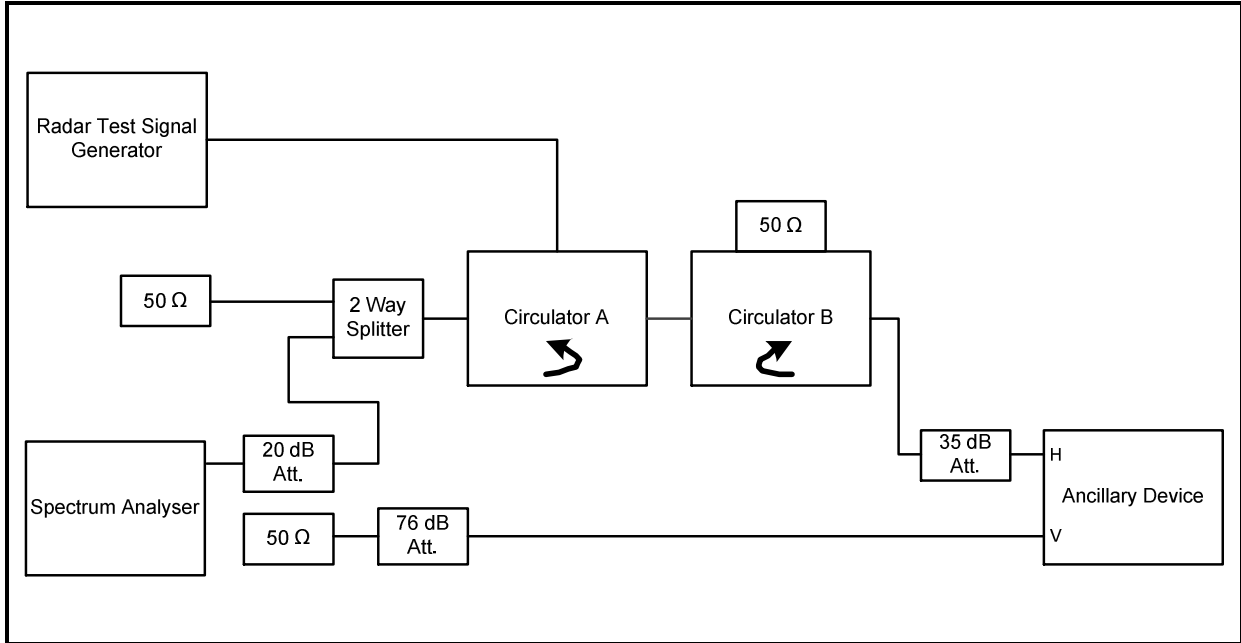 Radar Test Signal
Generator
50 Ω
50 Ω
2 Way
Splitter
Circulator A
Circulator B
20 dB
Att.
35 dB
Att.
H
Ancillary Device
V
Spectrum Analyser
50 Ω
76 dB
Att.